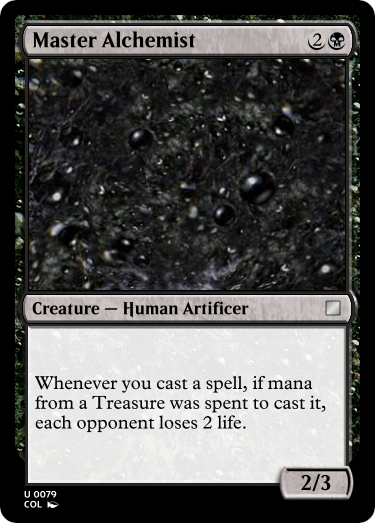 Master Alchemist 2
Creature — Human Artificer
Whenever you cast a spell, if mana
from a Treasure was spent to cast it,
each opponent loses 2 life.
2/3
U 0079
COL